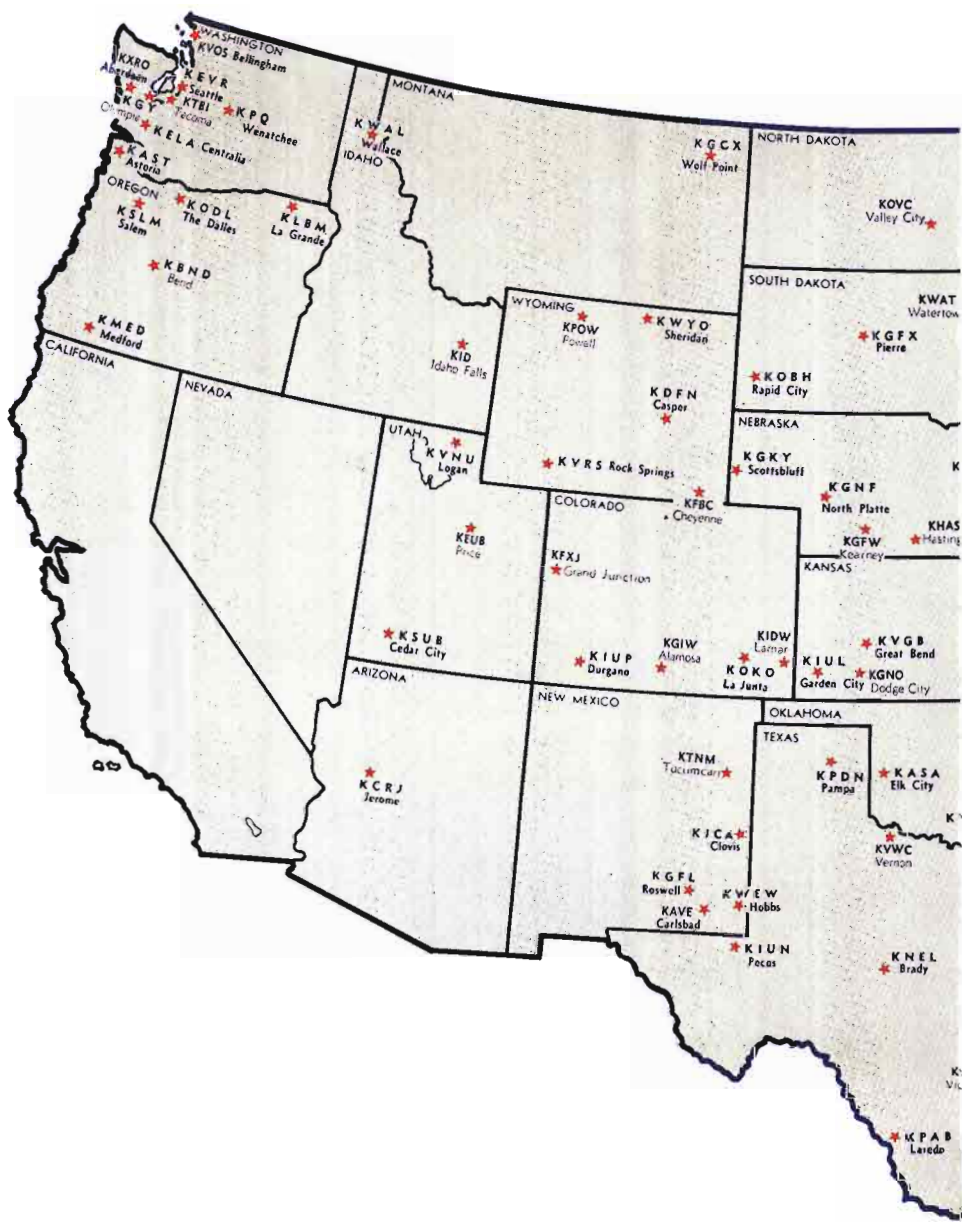 WASHINGTON
KVOS Bellingham
KXRO
Aberdeen
KEVR
Seattle
KTBI
Tacoma
KPQ
Wenatchee
KGY
KELA Centralia
KAST
Astoria
OREGON
KSLM
Salem
KODL
The Dalles
KLBM
La Grande
KBND
Bend
KMED
Medford
CALIFORNIA
NEVADA
MONTANA
KWAL
Wallace
IDAHO
KGCX
Wolf Point
KID
Idaho Falls
NORTH DAKOTA
KOVC
Valley City
SOUTH DAKOTA
KWAT
Watertow
KGFX
Pierre
KOBH
Rapid City
WYOMING
KPOW
Powell
KWYO
Sheridan
KDFN
Casper
KVRS Rock Springs
KFBC
Cheyenne
NEBRASKA
KGKY
Scottsbluff
KGNF
North Platte
KGFW
Kearney
KHAS
Hasting
K
UTAH
KVNU
Logan
KEUB
Price
KSUB
Cedar City
COLORADO
KFXJ
Grand Junction
KIUP
Durgano
KGIW
Alamosa
KIDW
Lamar
KOKO
La Junta
KANSAS
KVGB
Great Bend
KIUL
Garden City
KGNO
Dodge City
ARIZONA
KCRJ
Jerome
NEW MEXICO
KTNM
Tucumcari
KICA
Clovis
KGFL
Roswell
KWEW
Hobbs
KAVE
Carlsbad
OKLAHOMA
TEXAS
KPDN
Pampa
KASA
Elk City
K
KVWC
Vernon
KIUN
Pecos
KNEL
Brady
KPAB
Laredo